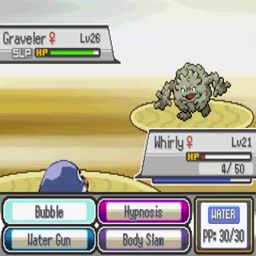 Graveler♀ Lv26
SLP HP
Whirly♀ Lv21
HP
4/50
Bubble
Hypnosis
WATER
Water Gun
Body Slam
PP: 30/30